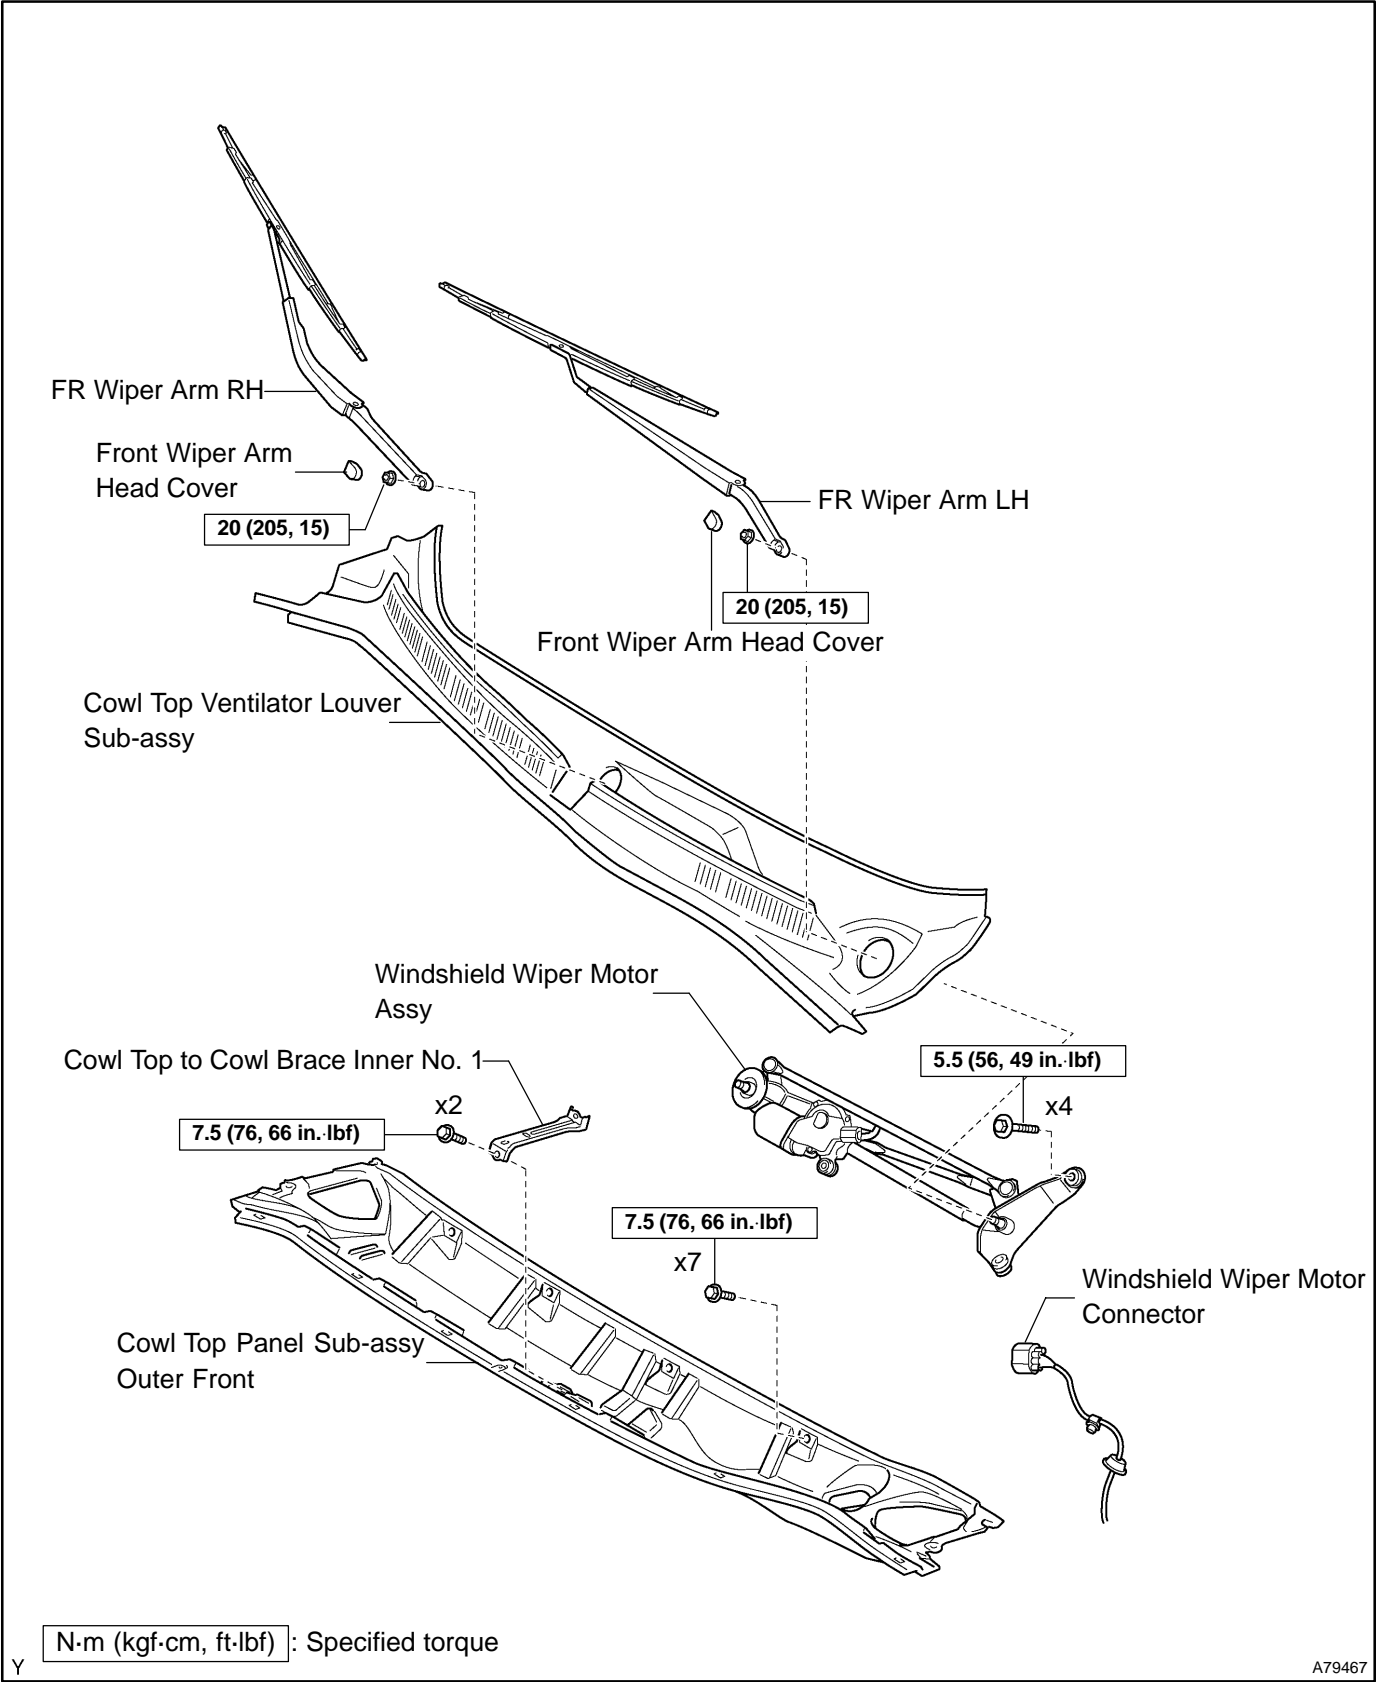 FR Wiper Arm RH
Front Wiper Arm
Head Cover
20 (205, 15)
FR Wiper Arm LH
20 (205, 15)
Front Wiper Arm Head Cover
Cowl Top Ventilator Louver
Sub-assy
Windshield Wiper Motor
Assy
Cowl Top to Cowl Brace Inner No. 1
5.5 (56, 49 in.·lbf)
x4
x2
7.5 (76, 66 in.·lbf)
7.5 (76, 66 in.·lbf)
x7
Windshield Wiper Motor
Connector
Cowl Top Panel Sub-assy
Outer Front
N·m (kgf·cm, ft·lbf) : Specified torque
Y
A79467